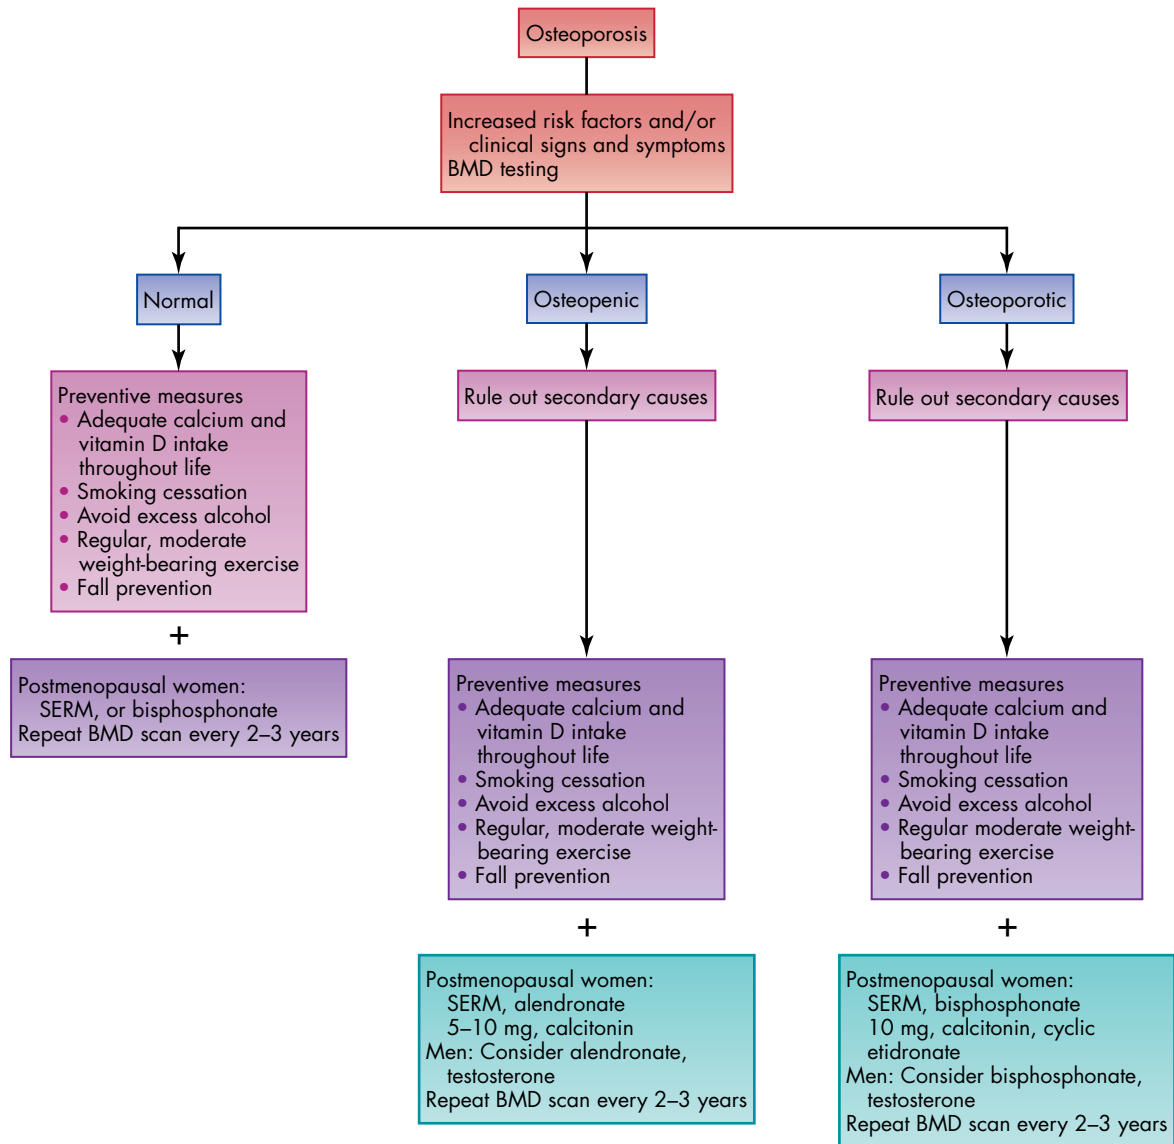 Osteoporosis
Increased risk factors and/or
clinical signs and symptoms
BMD testing
Normal
Osteopenic
Osteoporotic
Preventive measures
• Adequate calcium and
vitamin D intake
throughout life
• Smoking cessation
• Avoid excess alcohol
• Regular, moderate
weight-bearing exercise
• Fall prevention
+
Postmenopausal women:
SERM, or bisphosphonate
Repeat BMD scan every 2–3 years
Rule out secondary causes
Preventive measures
• Adequate calcium and
vitamin D intake
throughout life
• Smoking cessation
• Avoid excess alcohol
• Regular, moderate weight-
bearing exercise
• Fall prevention
+
Postmenopausal women:
SERM, alendronate
5–10 mg, calcitonin
Men: Consider alendronate,
testosterone
Repeat BMD scan every 2–3 years
Rule out secondary causes
Preventive measures
• Adequate calcium and
vitamin D intake
throughout life
• Smoking cessation
• Avoid excess alcohol
• Regular moderate weight-
bearing exercise
• Fall prevention
+
Postmenopausal women:
SERM, bisphosphonate
10 mg, calcitonin, cyclic
etidronate
Men: Consider bisphosphonate,
testosterone
Repeat BMD scan every 2–3 years